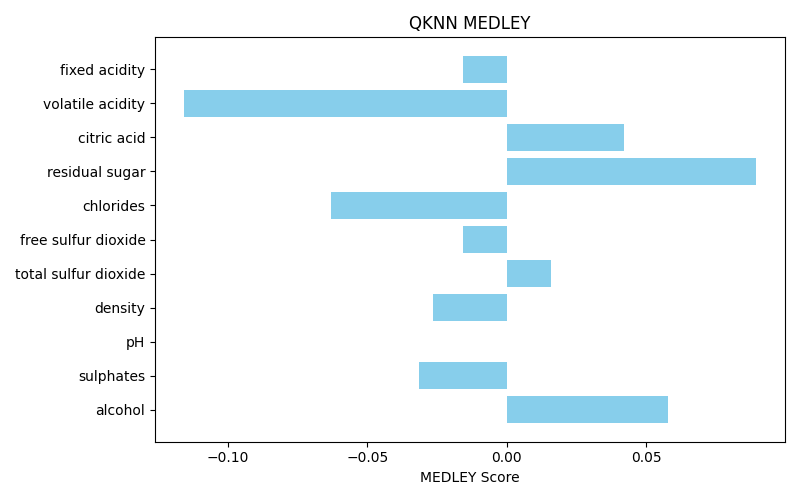 QKNN MEDLEY
fixed acidity
volatile acidity
citric acid
residual sugar
chlorides
free sulfur dioxide
total sulfur dioxide
density
pH
sulphates
alcohol
−0.10 −0.05 0.00 0.05
MEDLEY Score